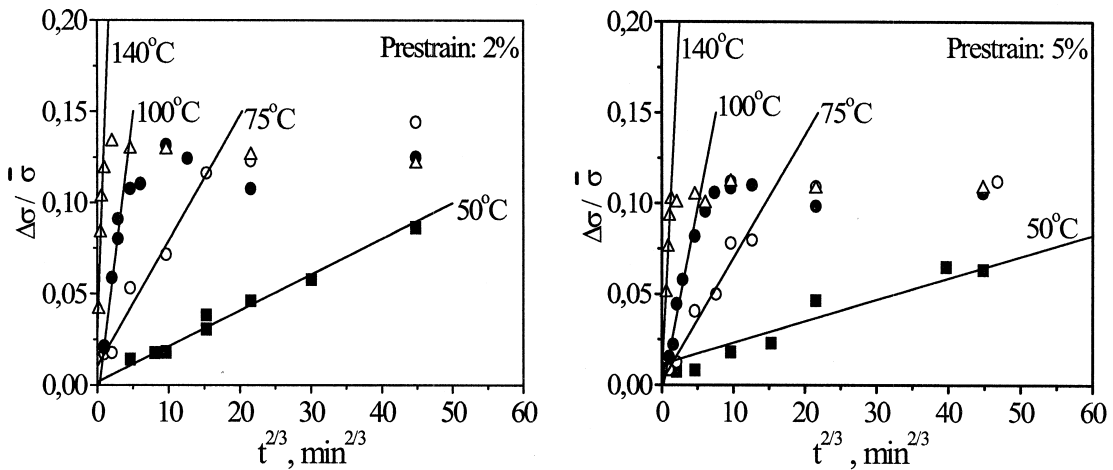 0,20
0,15
0,10
0,05
0,00
Δσ / σ̅
140°C
100°C
75°C
50°C
Prestrain: 2%
0 10 20 30 40 50 60
t^2/3 , min^2/3
0,20
0,15
0,10
0,05
0,00
Δσ / σ̅
140°C
100°C
75°C
50°C
Prestrain: 5%
0 10 20 30 40 50 60
t^2/3 , min^2/3